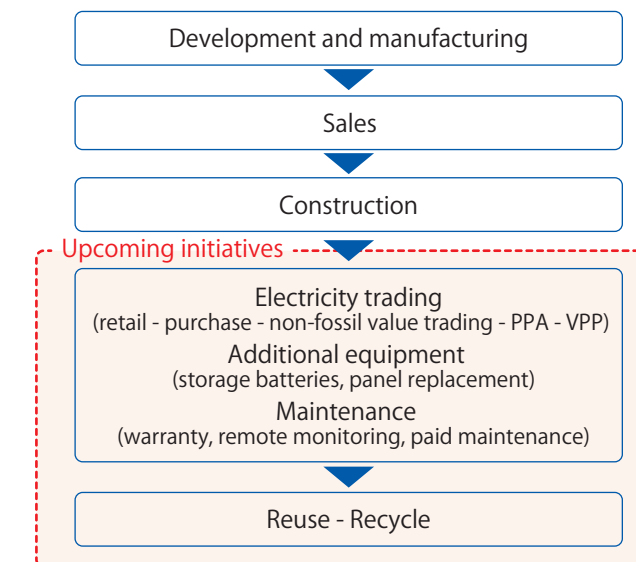 Development and manufacturing
Sales
Construction
Upcoming initiatives
Electricity trading
(retail - purchase - non-fossil value trading - PPA - VPP)
Additional equipment
(storage batteries, panel replacement)
Maintenance
(warranty, remote monitoring, paid maintenance)
Reuse - Recycle